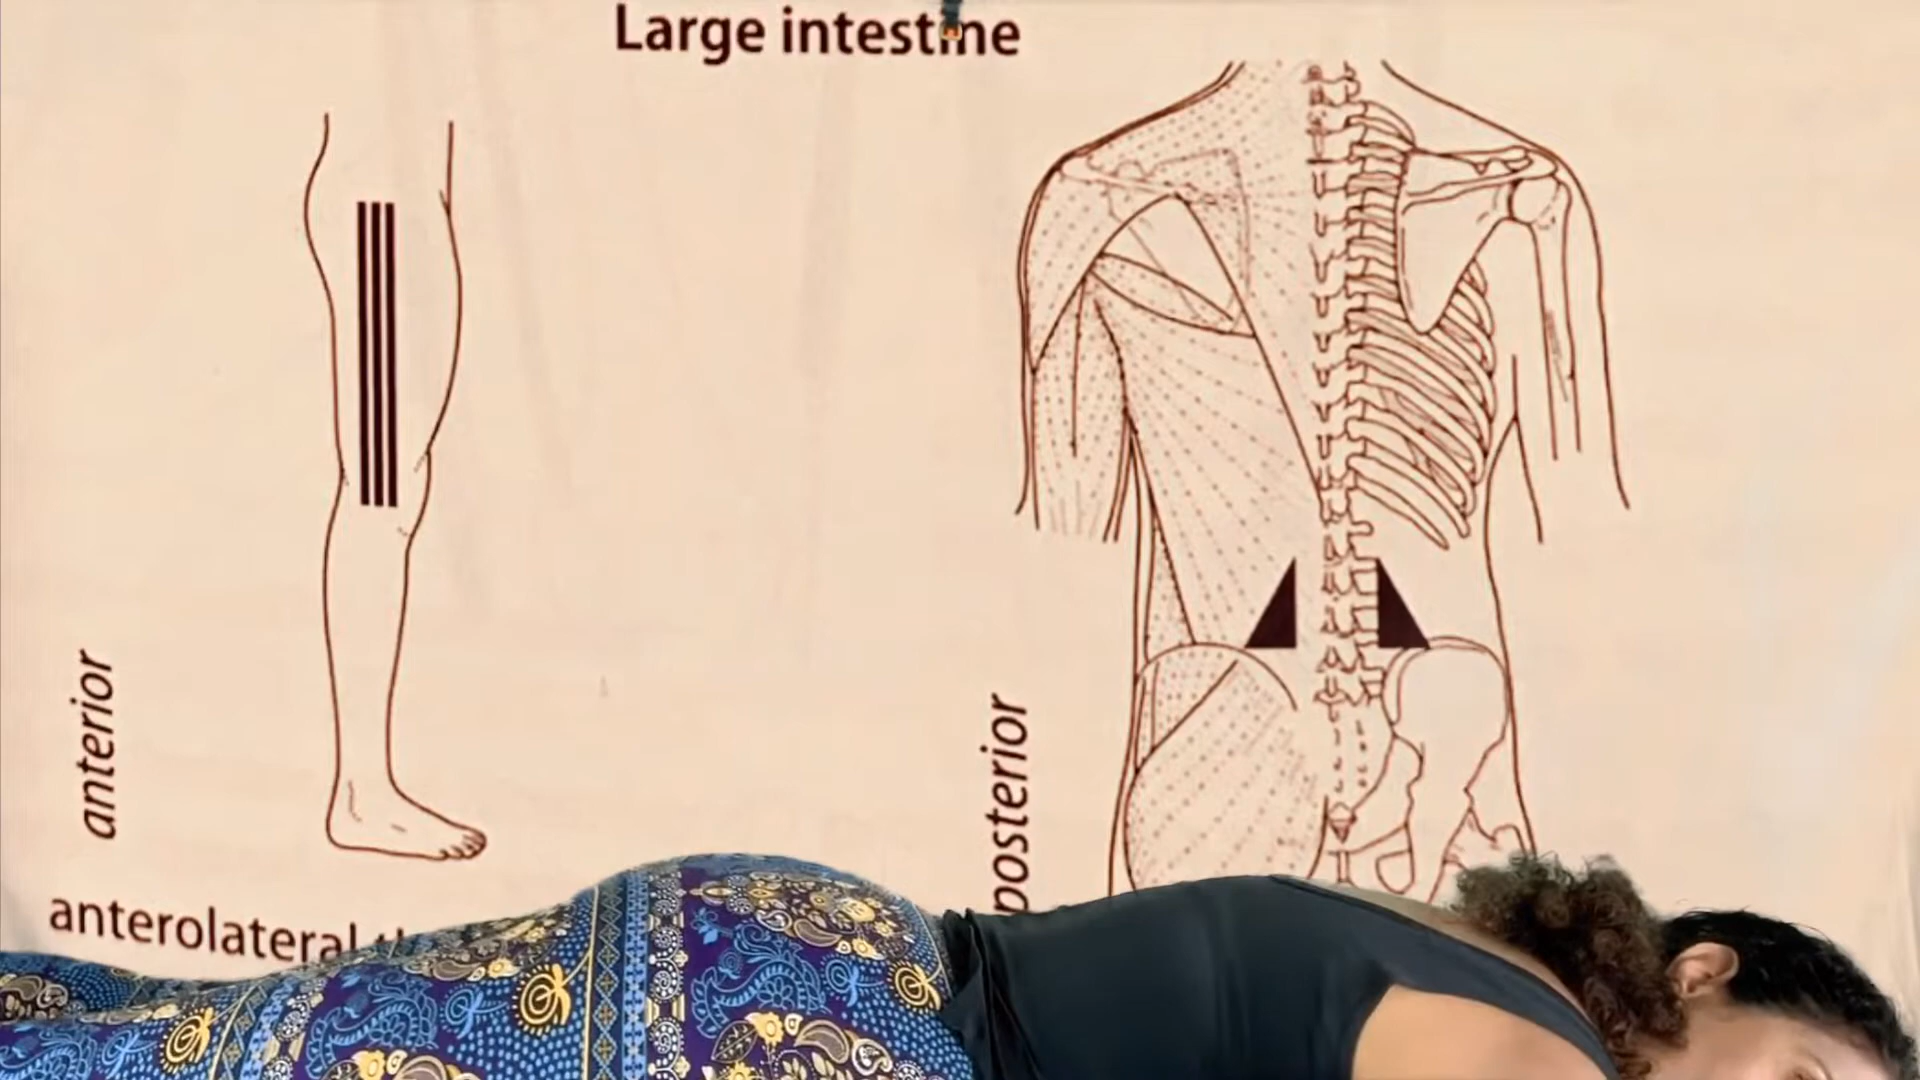 Large intestine
anterior
posterior
anterolateral